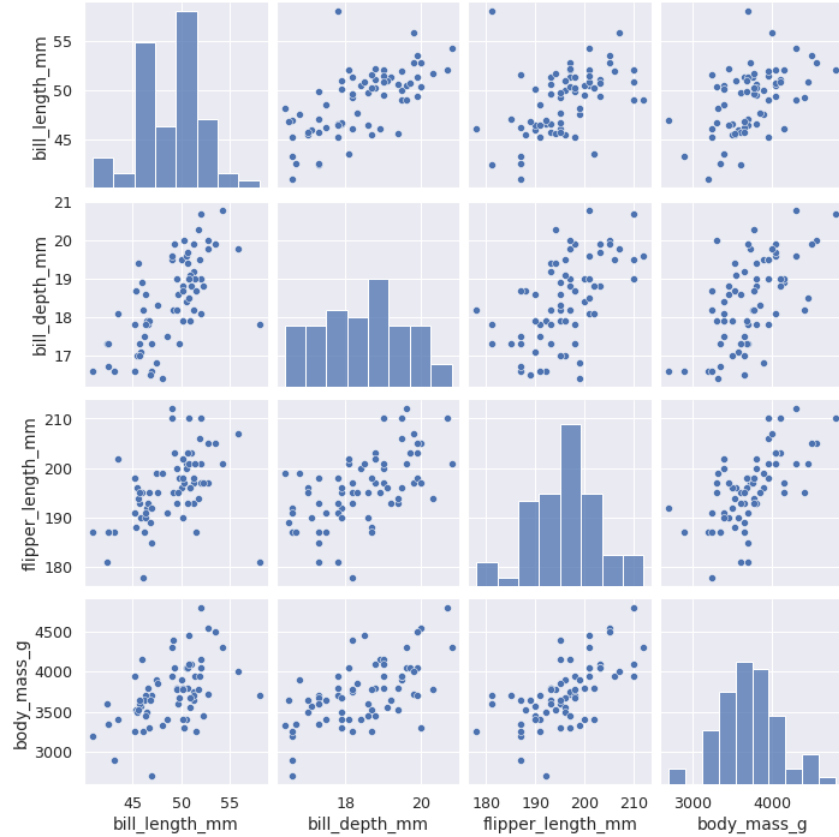 bill_length_mm
55
50
45
bill_depth_mm
21
20
19
18
17
flipper_length_mm
210
200
190
180
body_mass_g
4500
4000
3500
3000
45 50 55
bill_length_mm
18 20
bill_depth_mm
180 190 200 210
flipper_length_mm
3000 4000
body_mass_g